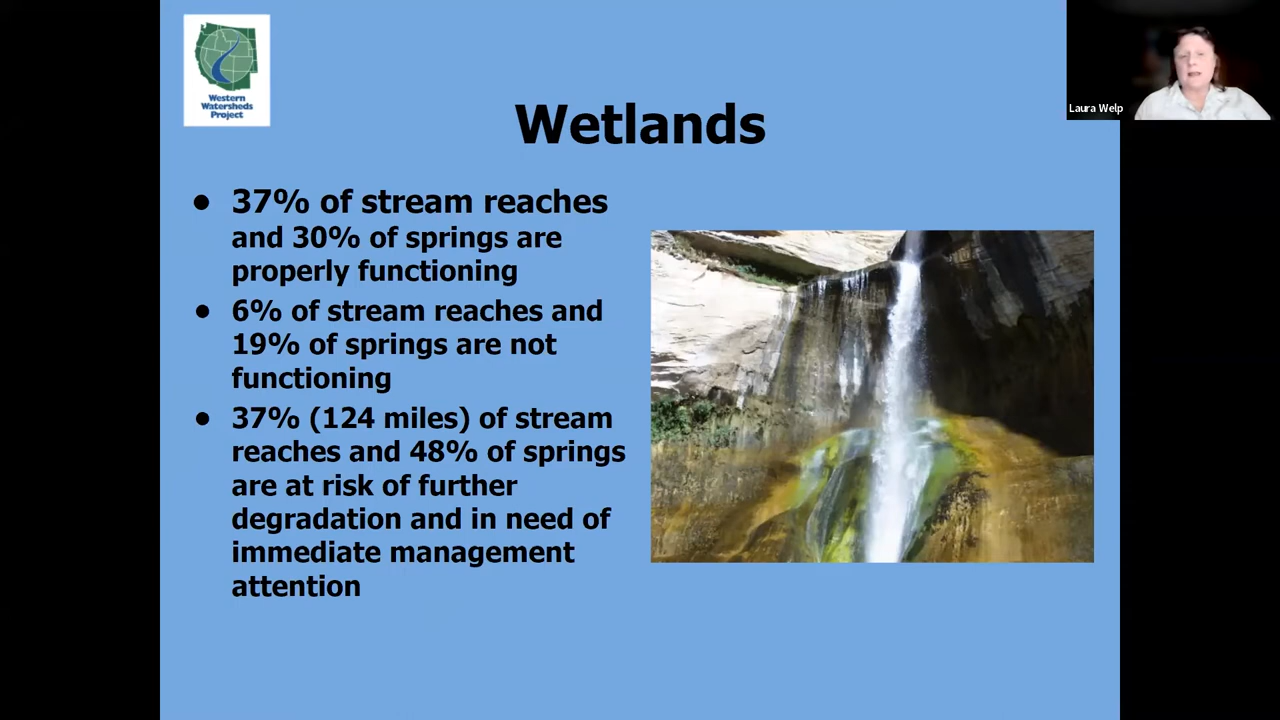 Western
Watersheds
Project
Laura Welp
Wetlands
• 37% of stream reaches
and 30% of springs are
properly functioning
• 6% of stream reaches and
19% of springs are not
functioning
• 37% (124 miles) of stream
reaches and 48% of springs
are at risk of further
degradation and in need of
immediate management
attention